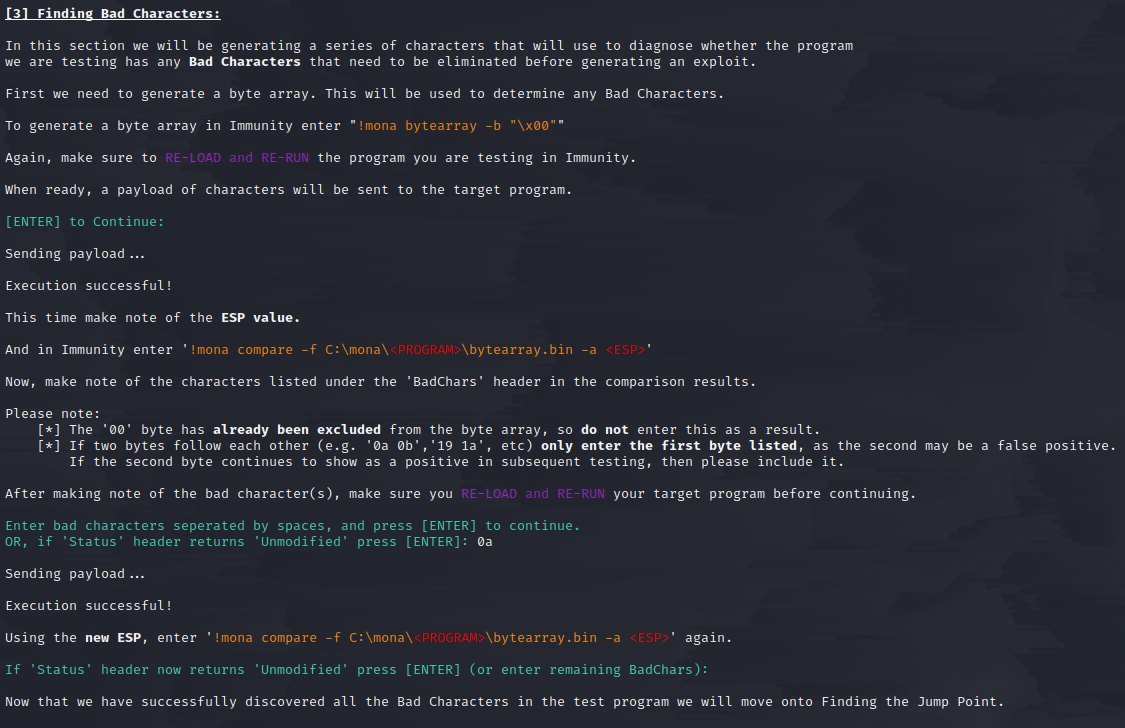 [3] Finding Bad Characters:
In this section we will be generating a series of characters that will use to diagnose whether the program
we are testing has any Bad Characters that need to be eliminated before generating an exploit.
First we need to generate a byte array. This will be used to determine any Bad Characters.
To generate a byte array in Immunity enter "!mona bytearray -b "\x00""
Again, make sure to RE-LOAD and RE-RUN the program you are testing in Immunity.
When ready, a payload of characters will be sent to the target program.
[ENTER] to Continue:
Sending payload...
Execution successful!
This time make note of the ESP value.
And in Immunity enter '!mona compare -f C:\mona\<PROGRAM>\bytearray.bin -a <ESP>'
Now, make note of the characters listed under the 'BadChars' header in the comparison results.
Please note:
[*] The '00' byte has already been excluded from the byte array, so do not enter this as a result.
[*] If two bytes follow each other (e.g. '0a 0b','19 1a', etc) only enter the first byte listed, as the second may be a false positive.
If the second byte continues to show as a positive in subsequent testing, then please include it.
After making note of the bad character(s), make sure you RE-LOAD and RE-RUN your target program before continuing.
Enter bad characters seperated by spaces, and press [ENTER] to continue.
OR, if 'Status' header returns 'Unmodified' press [ENTER]: 0a
Sending payload...
Execution successful!
Using the new ESP, enter '!mona compare -f C:\mona\<PROGRAM>\bytearray.bin -a <ESP>' again.
If 'Status' header now returns 'Unmodified' press [ENTER] (or enter remaining BadChars):
Now that we have successfully discovered all the Bad Characters in the test program we will move onto Finding the Jump Point.